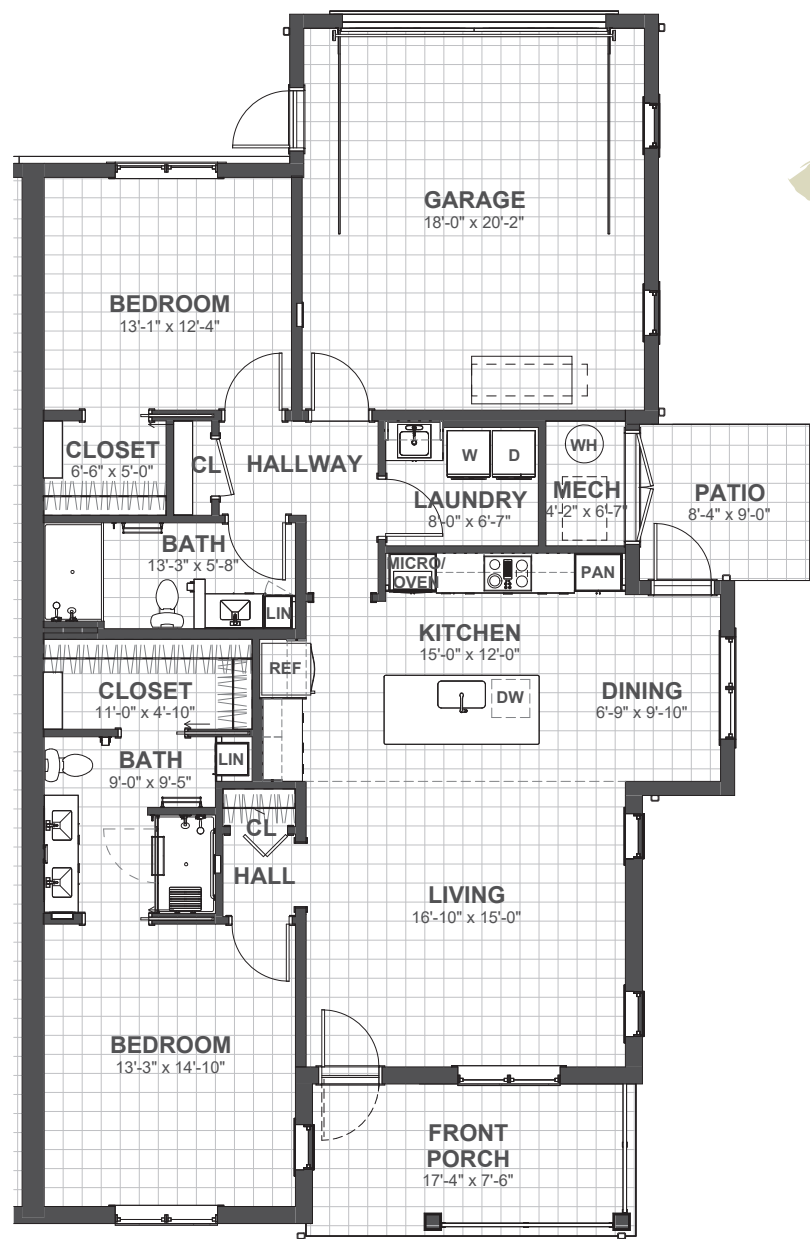 GARAGE
18'-0" x 20'-2"
BEDROOM
13'-1" x 12'-4"
CLOSET
6'-6" x 5'-0"
CL
HALLWAY
W
D
LAUNDRY
8'-0" x 6'-7"
WH
MECH
4'-2" x 6'-7"
PATIO
8'-4" x 9'-0"
BATH
13'-3" x 5'-8"
LIN
MICRO/
OVEN
PAN
KITCHEN
15'-0" x 12'-0"
REF
DW
DINING
6'-9" x 9'-10"
CLOSET
11'-0" x 4'-10"
BATH
9'-0" x 9'-5"
LIN
CL
HALL
LIVING
16'-10" x 15'-0"
BEDROOM
13'-3" x 14'-10"
FRONT
PORCH
17'-4" x 7'-6"